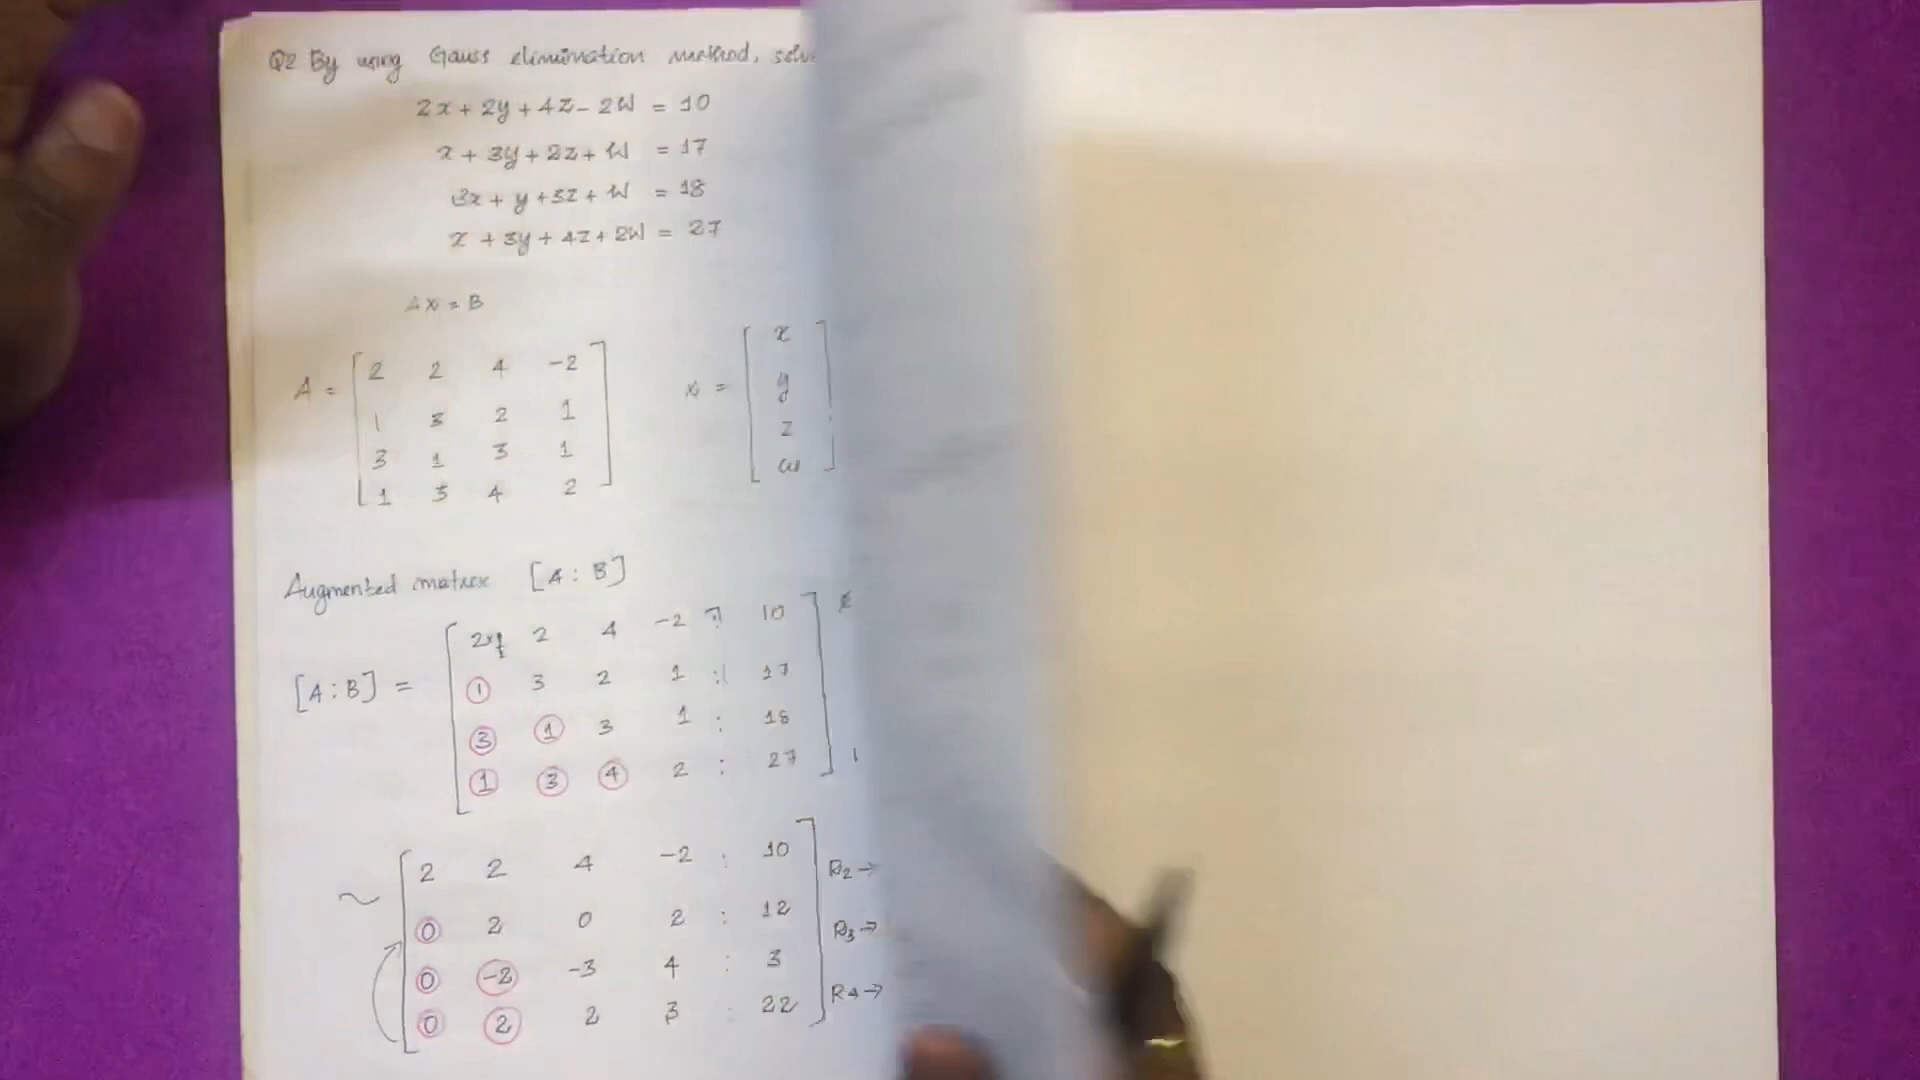 Q2 By using Gauss elimination method, solve
2x + 2y + 4z - 2w = 10
x + 3y + 2z + w = 17
3x + y + 3z + w = 18
x + 3y + 4z + 2w = 27
AX = B
A = [ 2 2 4 -2
1 3 2 1
3 1 3 1
1 3 4 2 ]
X = [ x
y
z
w ]
Augmented matrix [A : B]
[A : B] = [ 2 2 4 -2 : 10
1 3 2 1 : 17
3 1 3 1 : 18
1 3 4 2 : 27 ]
~ [ 2 2 4 -2 : 10 ] R2 →
0 2 0 2 : 12 R3 →
0 -2 -3 4 : 3 R4 →
0 2 2 3 : 22